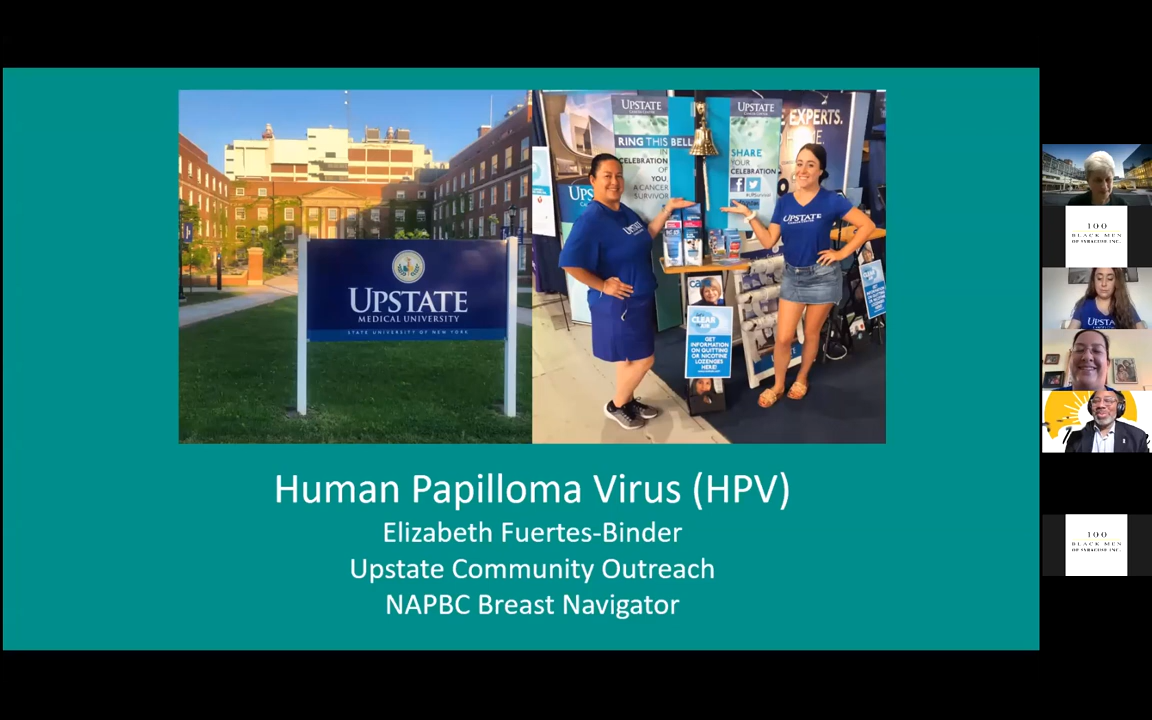 UPSTATE
MEDICAL UNIVERSITY
STATE UNIVERSITY OF NEW YORK
UPSTATE
UPSTATE
RING THIS BELL
IN
CELEBRATION
OF
YOU,
A CANCER
SURVIVOR
SHARE
YOUR
CELEBRATION
EXPERTS.
UPSTATE
GET
INFORMATION
ON QUITTING
OR NICOTINE
LOZENGES
HERE!
Human Papilloma Virus (HPV)
Elizabeth Fuertes-Binder
Upstate Community Outreach
NAPBC Breast Navigator
100
BLACK MEN
OF SYRACUSE INC.
UPSTA
100
BLACK MEN
OF SYRACUSE INC.